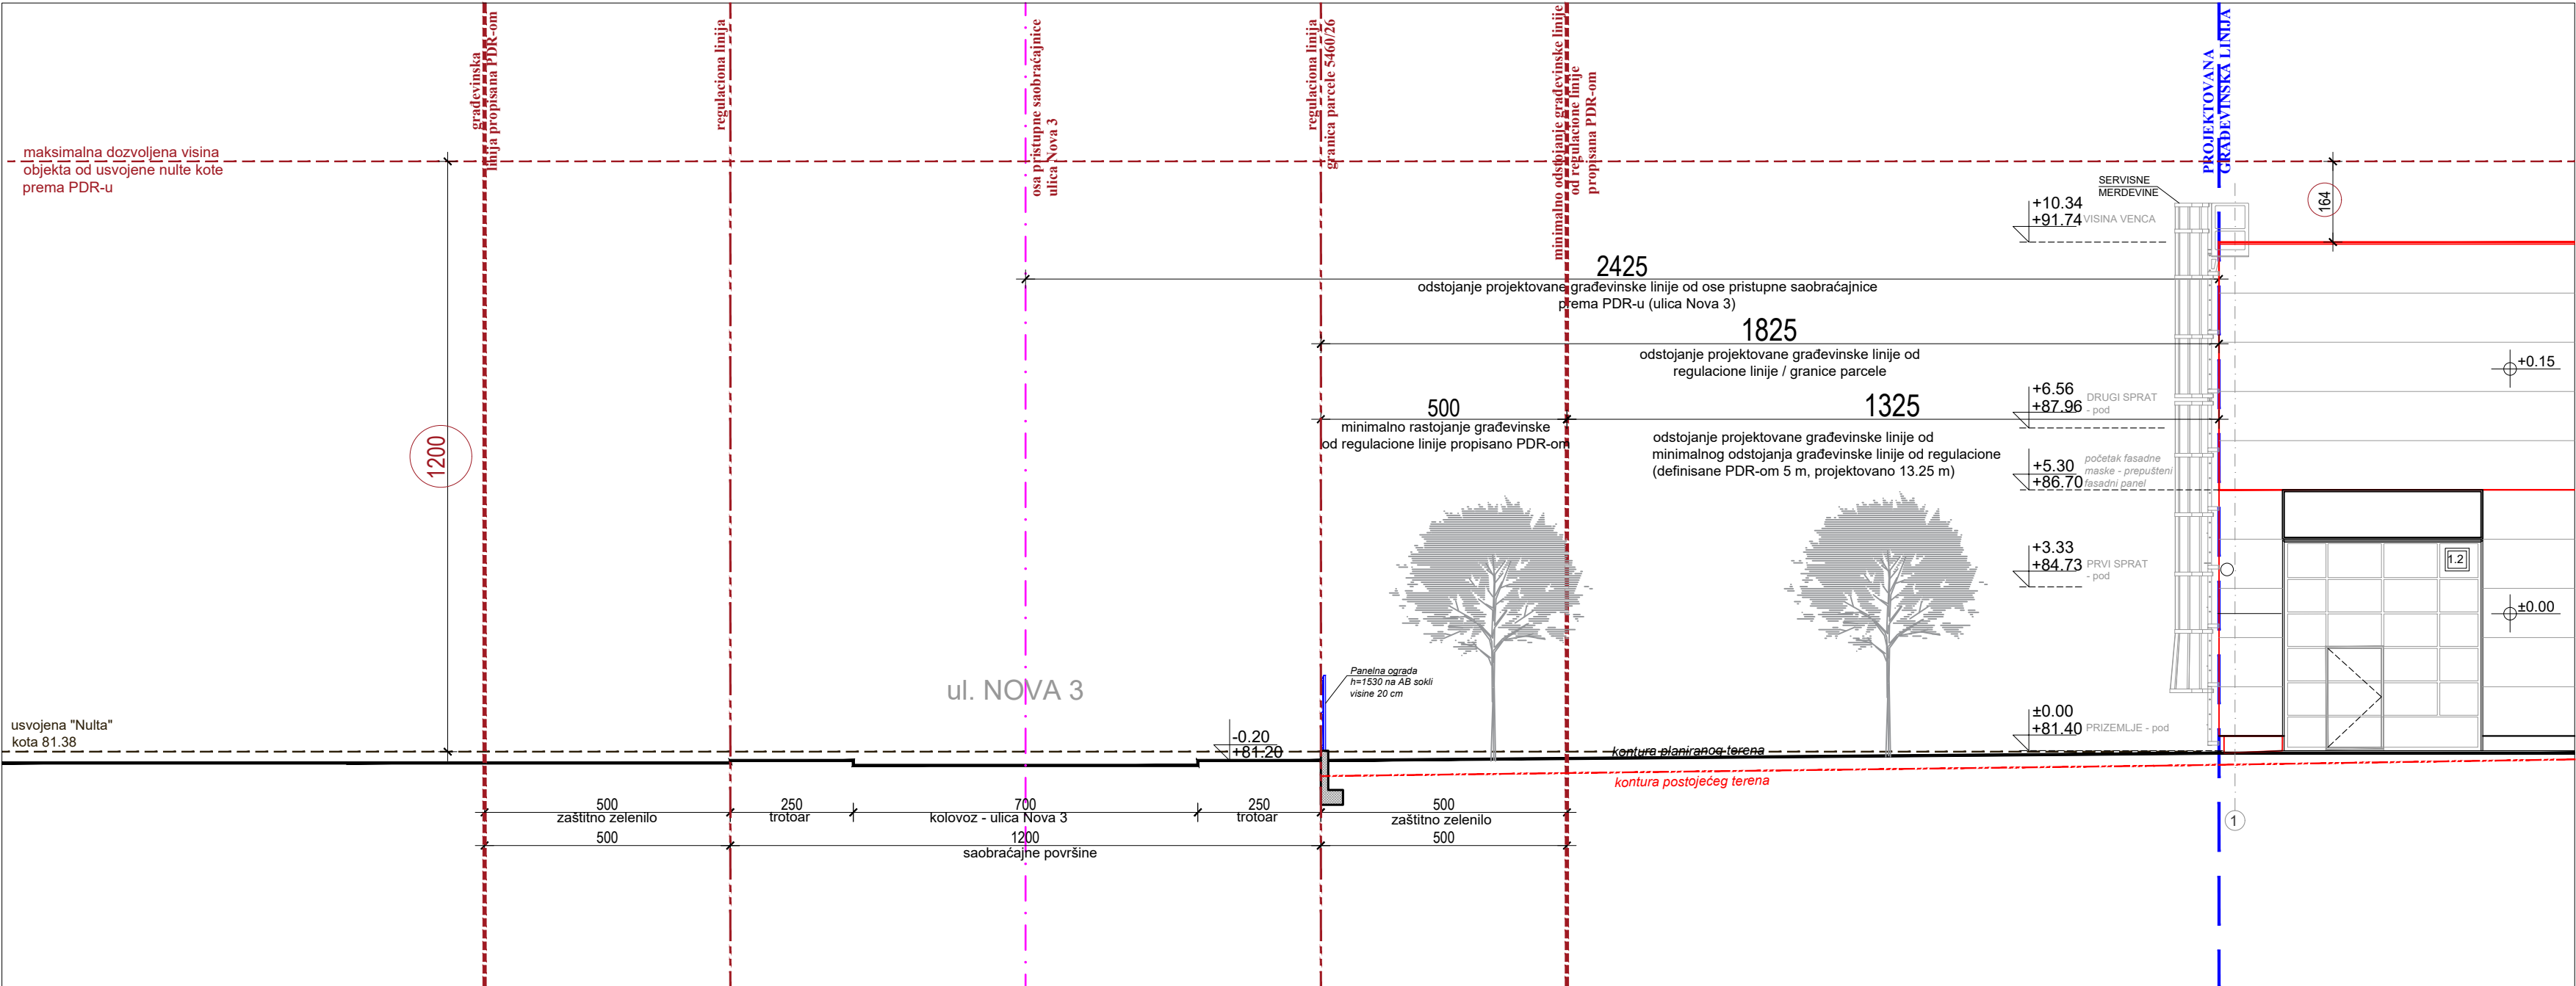 građevinska
linija propisana PDR-om
regulaciona linija
osa pristupne saobraćajnice
ulica Nova 3
regulaciona linija
granica parcele 5460/26
minimalno odstojanje građevinske linije
od regulacione linije
propisana PDR-om
PROJEKTOVANA
GRAĐEVINSKA LINIJA
maksimalna dozvoljena visina
objekta od usvojene nulte kote
prema PDR-u
SERVISNE
MERDEVINE
164
+10.34
+91.74 VISINA VENCA
2425
odstojanje projektovane građevinske linije od ose pristupne saobraćajnice
prema PDR-u (ulica Nova 3)
1825
odstojanje projektovane građevinske linije od
regulacione linije / granice parcele
+0.15
500
minimalno rastojanje građevinske
od regulacione linije propisano PDR-om
1325
odstojanje projektovane građevinske linije od
minimalnog odstojanja građevinske linije od regulacione
(definisane PDR-om 5 m, projektovano 13.25 m)
+6.56
+87.96
DRUGI SPRAT
- pod
1200
+5.30
+86.70
početak fasadne
maske - prepušteni
fasadni panel
+3.33
+84.73
PRVI SPRAT
- pod
1.2
±0.00
ul. NOVA 3
Panelna ograda
h=1530 na AB sokli
visine 20 cm
usvojena "Nulta"
kota 81.38
-0.20
+81.20
±0.00
+81.40 PRIZEMLJE - pod
kontura planiranog terena
kontura postojećeg terena
500
zaštitno zelenilo
250
trotoar
700
kolovoz - ulica Nova 3
250
trotoar
500
zaštitno zelenilo
1
500
1200
saobraćajne površine
500